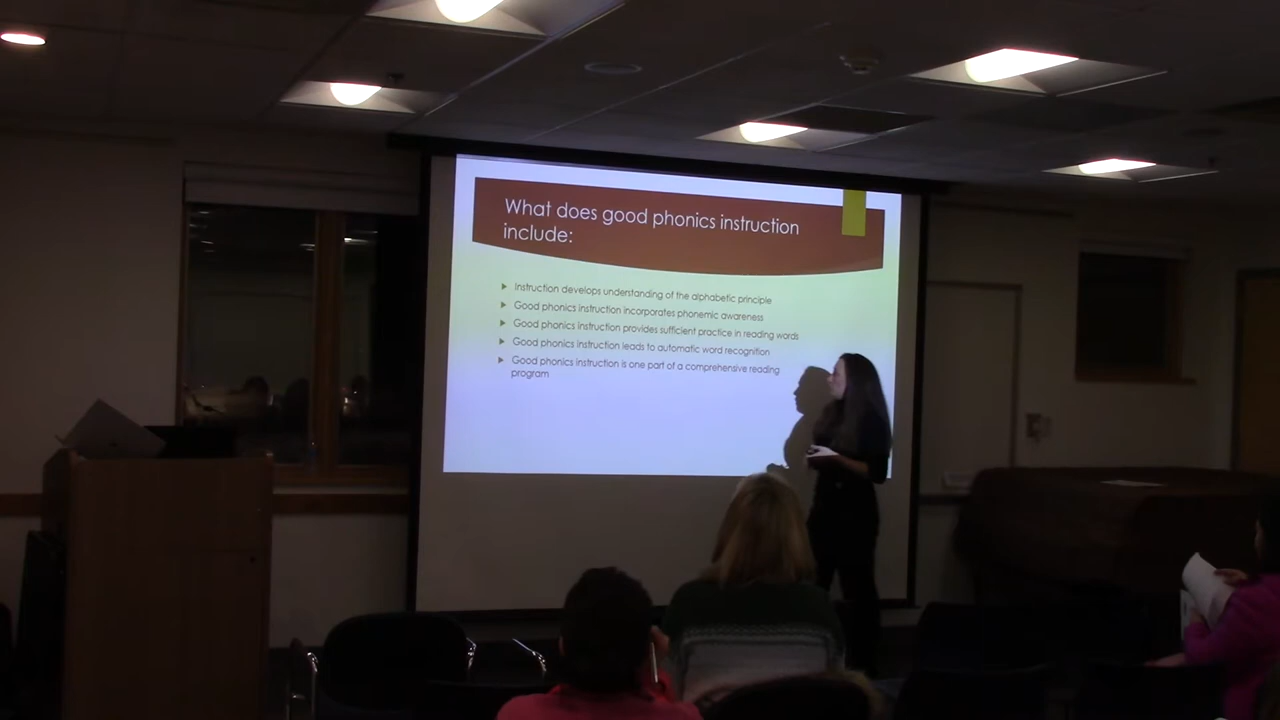 What does good phonics instruction
include:
Instruction develops understanding of the alphabetic principle
Good phonics instruction incorporates phonemic awareness
Good phonics instruction provides sufficient practice in reading words
Good phonics instruction leads to automatic word recognition
Good phonics instruction is one part of a comprehensive reading
program